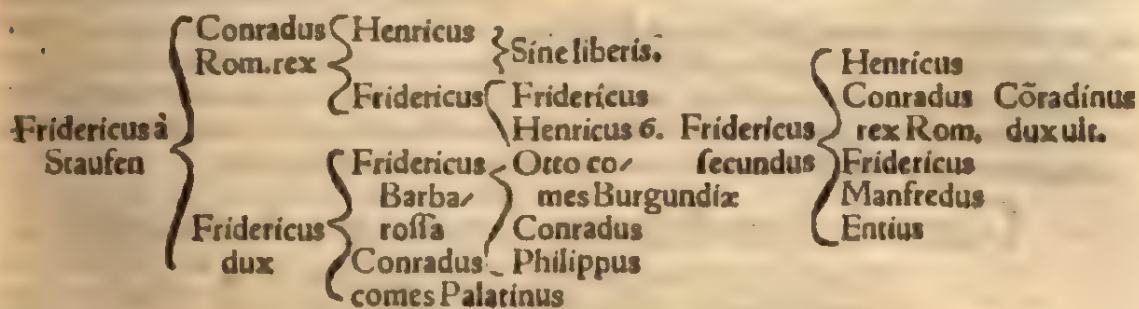 Conradus Henricus
Rom. rex Sine liberis.
Fridericus Fridericus
Fridericus à Staufen
Henricus 6. Fridericus secundus
Fridericus dux
Fridericus Barba/ rossa
Otto co/ mes Burgundiæ
Conradus
Conradus comes Palatinus
Philippus
Henricus
Conradus rex Rom. Cõradinus dux ult.
Fridericus
Manfredus
Entius